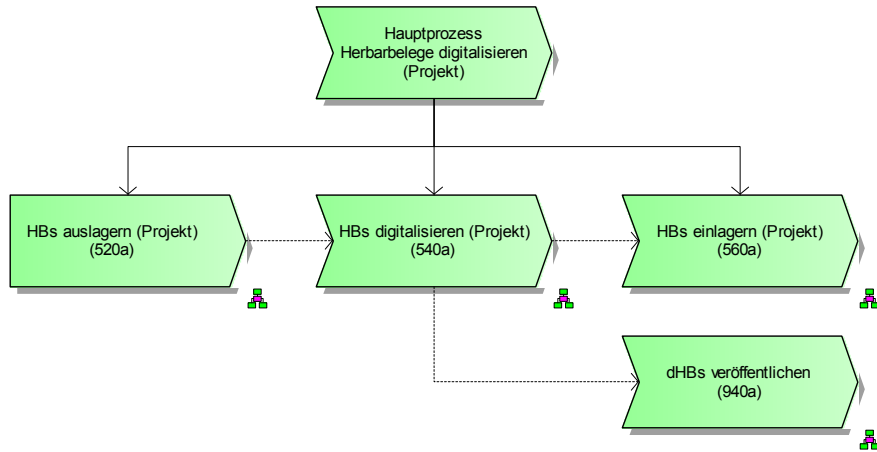 Hauptprozess
Herbarbelege digitalisieren
(Projekt)
HBs auslagern (Projekt)
(520a)
HBs digitalisieren (Projekt)
(540a)
HBs einlagern (Projekt)
(560a)
dHBs veröffentlichen
(940a)